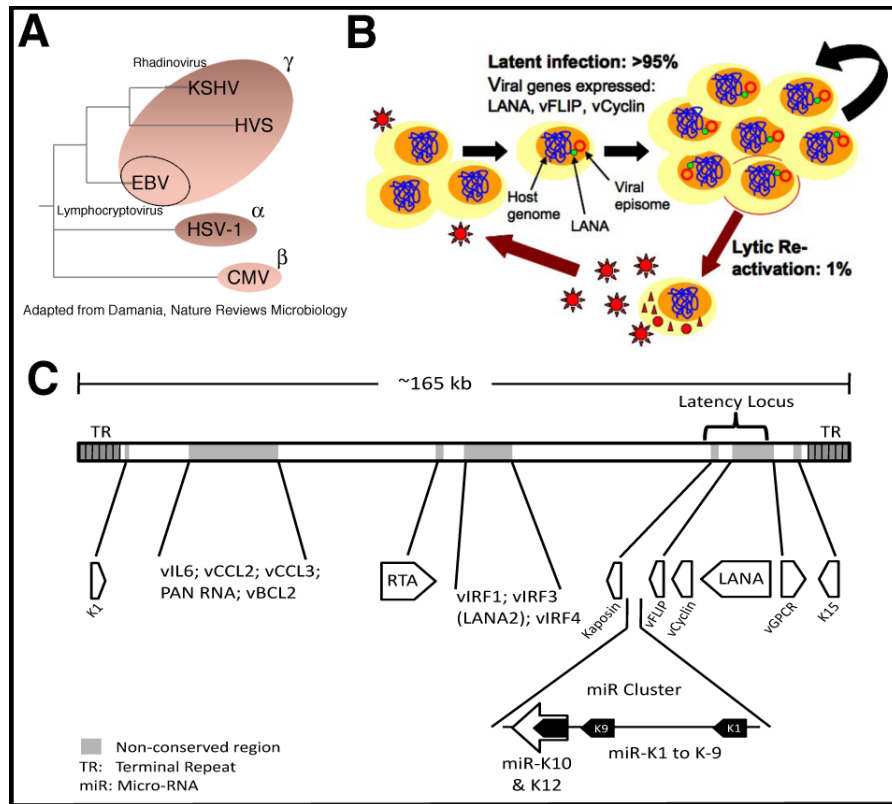 A
Rhadinovirus
γ
KSHV
HVS
EBV
Lymphocryptovirus
α
HSV-1
β
CMV
Adapted from Damania, Nature Reviews Microbiology
B
Latent infection: >95%
Viral genes expressed:
LANA, vFLIP, vCyclin
Host
genome
LANA
Viral
episome
Lytic Re-
activation: 1%
C
~165 kb
Latency Locus
TR
TR
K1
vIL6; vCCL2; vCCL3;
PAN RNA; vBCL2
RTA
vIRF1; vIRF3
(LANA2); vIRF4
Kaposin
vFLIP
vCyclin
LANA
vGPCR
K15
miR Cluster
K9
K1
miR-K10
& K12
miR-K1 to K-9
Non-conserved region
TR: Terminal Repeat
miR: Micro-RNA